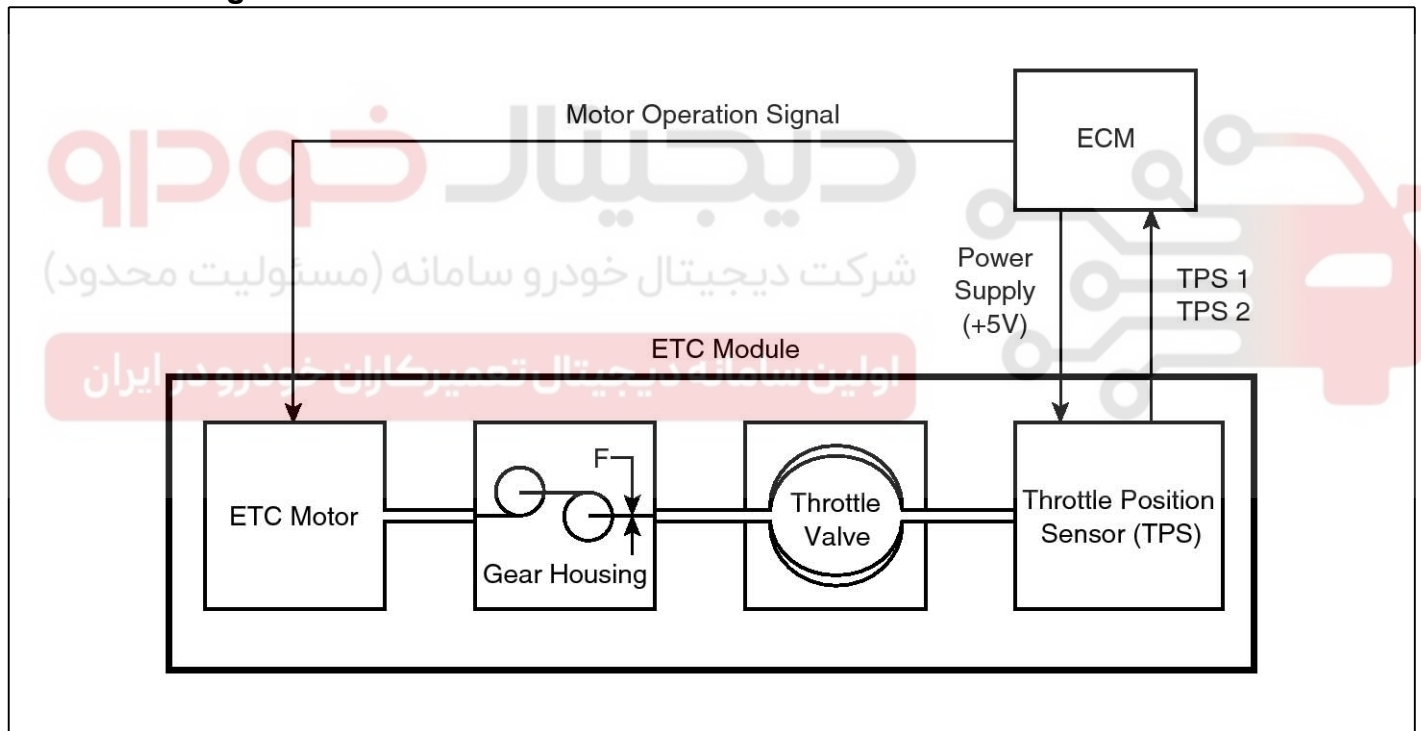 Motor Operation Signal
ECM
دیجیتال خودرو
شرکت دیجیتال خودرو سامانه (مسئولیت محدود)
Power
Supply
(+5V)
TPS 1
TPS 2
ETC Module
اولین سامانه دیجیتال تعمیرکاران خودرو در ایران
ETC Motor
F
Gear Housing
Throttle
Valve
Throttle Position
Sensor (TPS)